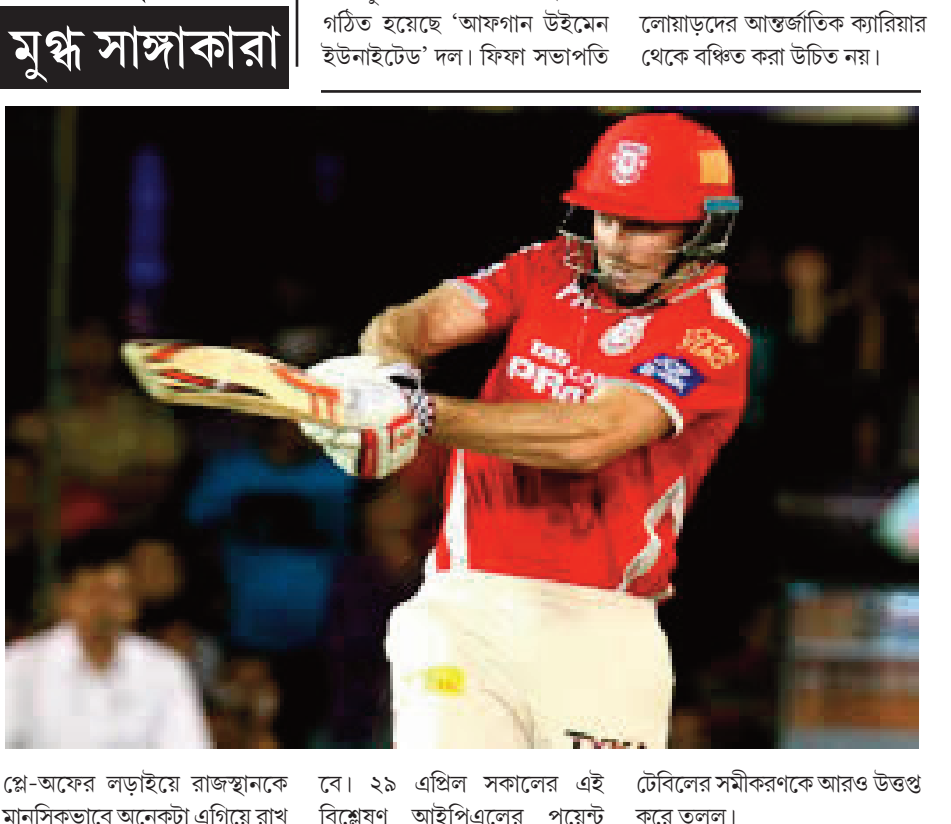 মুগ্ধ সাঙ্গাকারা
গঠিত হয়েছে ‘আফগান উইমেন
ইউনাইটেড’ দল। ফিফা সভাপতি
লোয়াড়দের আন্তর্জাতিক ক্যারিয়ার
থেকে বঞ্চিত করা উচিত নয়।
প্লে-অফের লড়াইয়ে রাজস্থানকে
মানসিকভাবে অনেকটা এগিয়ে রাখ
বে। ২৯ এপ্রিল সকালের এই
বিশ্লেষণ আইপিএলের পয়েন্ট
টেবিলের সমীকরণকে আরও উত্তপ্ত
করে তুলল।